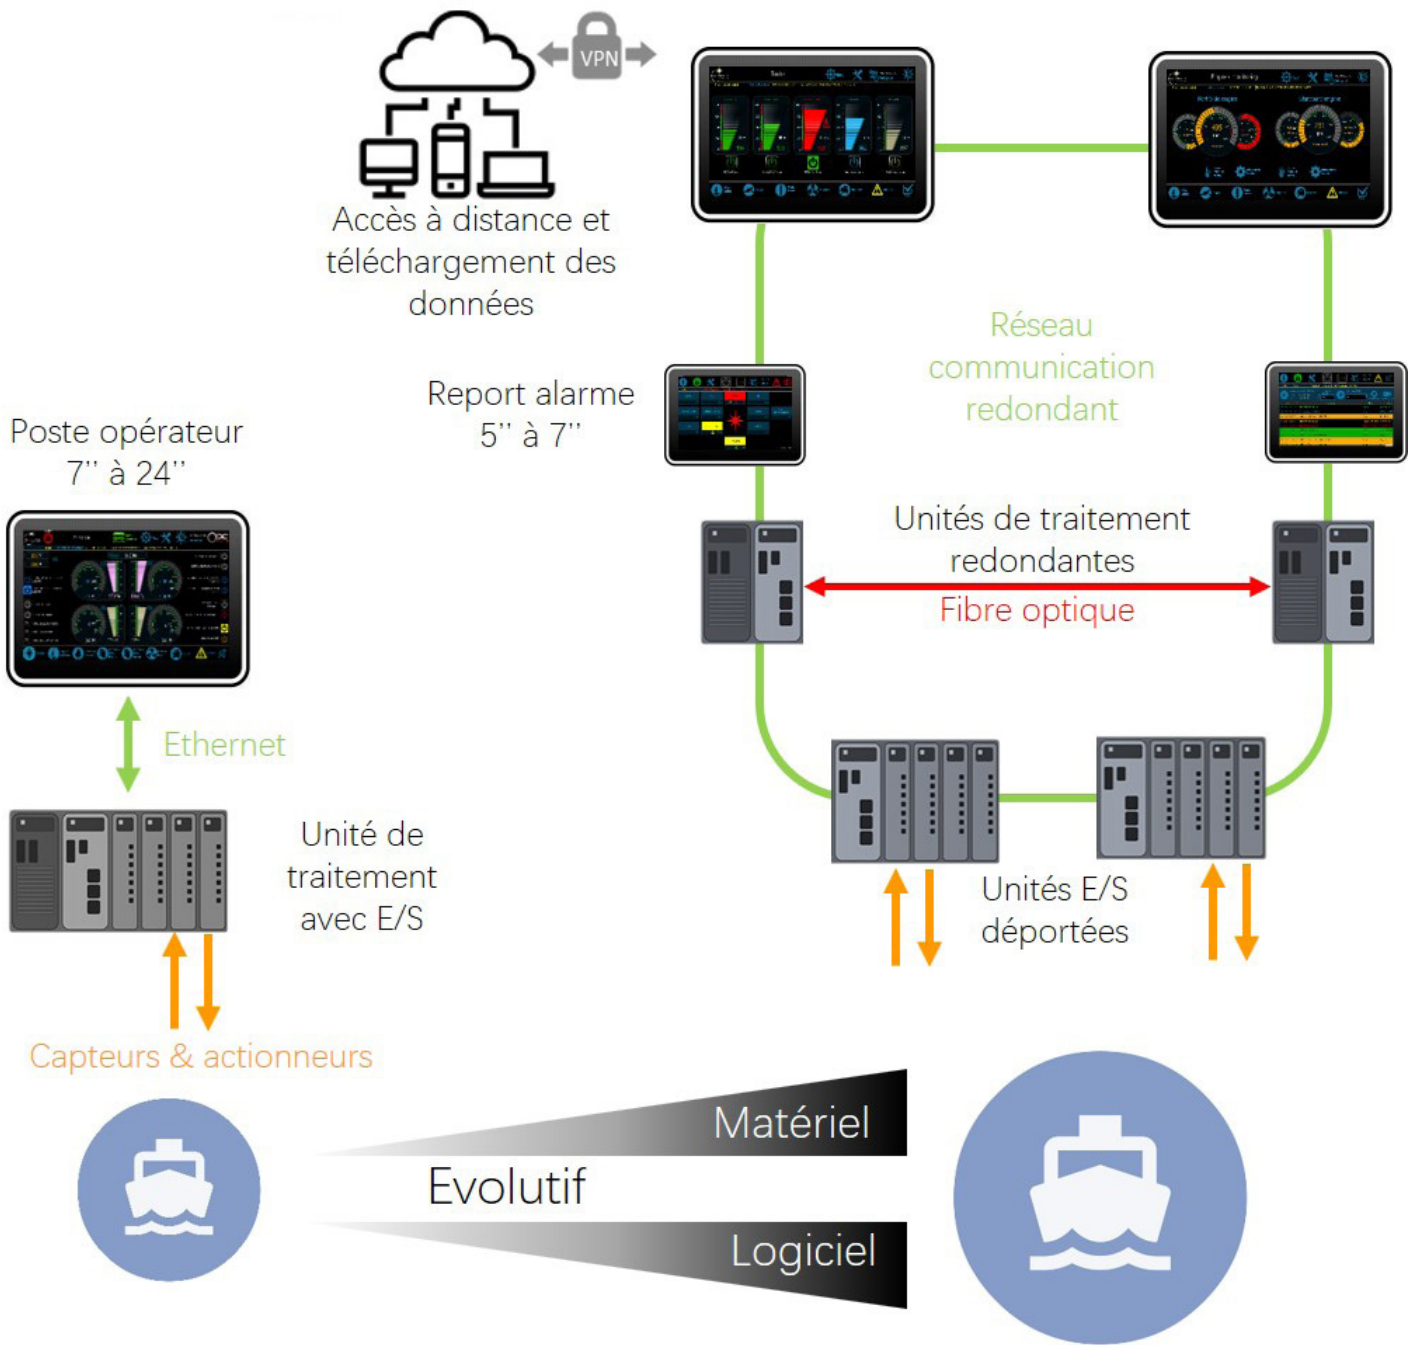 VPN
Accès à distance et
téléchargement des
données
Réseau
communication
redondant
Report alarme
5'' à 7''
Poste opérateur
7'' à 24''
Unités de traitement
redondantes
Fibre optique
Ethernet
Unité de
traitement
avec E/S
Unités E/S
déportées
Capteurs & actionneurs
Matériel
Evolutif
Logiciel